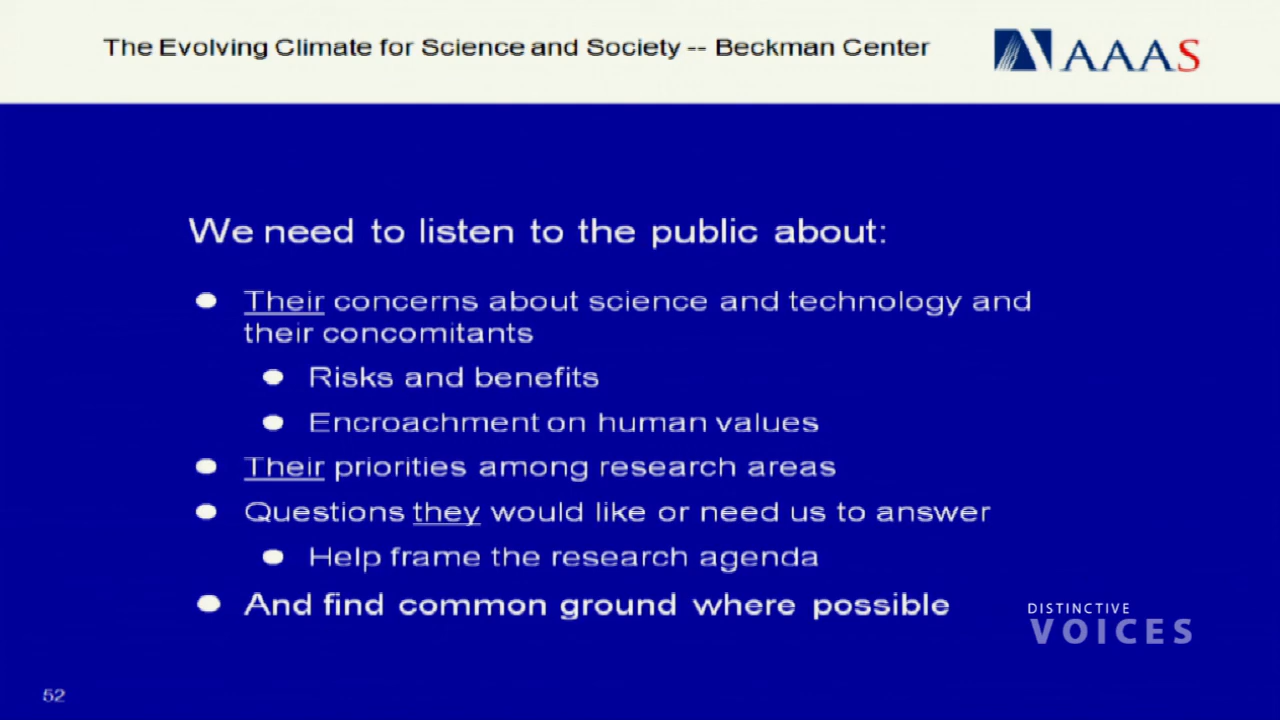 The Evolving Climate for Science and Society -- Beckman Center
AAAS
We need to listen to the public about:
Their concerns about science and technology and
their concomitants
Risks and benefits
Encroachment on human values
Their priorities among research areas
Questions they would like or need us to answer
Help frame the research agenda
And find common ground where possible
DISTINCTIVE
VOICES
52